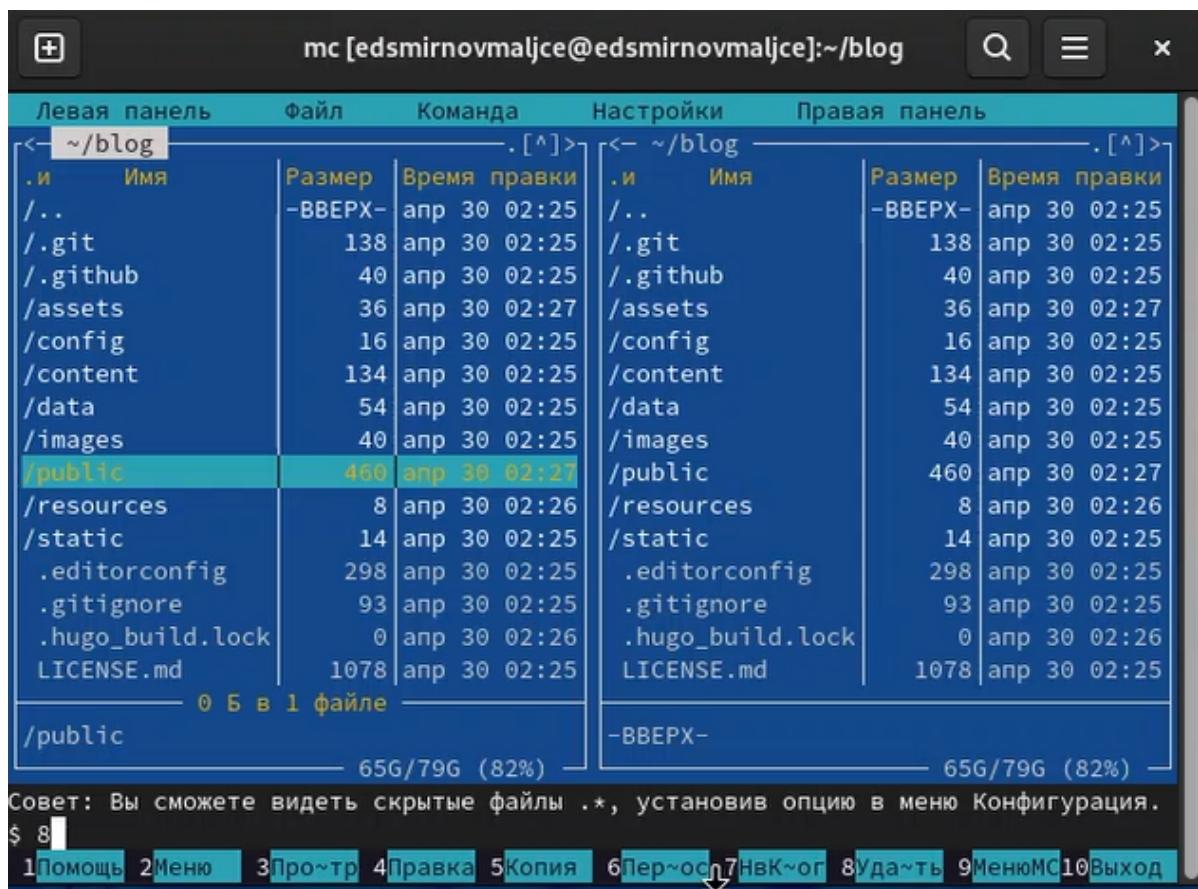 mc [edsmirnovmaljce@edsmirnovmaljce]:~/blog
Левая панель Файл Команда Настройки Правая панель
<─ ~/blog ─.[^]> <─ ~/blog ─.[^]>
.и Имя Размер Время правки .и Имя Размер Время правки
/.. -ВВЕРХ- апр 30 02:25 /.. -ВВЕРХ- апр 30 02:25
/.git 138 апр 30 02:25 /.git 138 апр 30 02:25
/.github 40 апр 30 02:25 /.github 40 апр 30 02:25
/assets 36 апр 30 02:27 /assets 36 апр 30 02:27
/config 16 апр 30 02:25 /config 16 апр 30 02:25
/content 134 апр 30 02:25 /content 134 апр 30 02:25
/data 54 апр 30 02:25 /data 54 апр 30 02:25
/images 40 апр 30 02:25 /images 40 апр 30 02:25
/public 460 апр 30 02:27 /public 460 апр 30 02:27
/resources 8 апр 30 02:26 /resources 8 апр 30 02:26
/static 14 апр 30 02:25 /static 14 апр 30 02:25
.editorconfig 298 апр 30 02:25 .editorconfig 298 апр 30 02:25
.gitignore 93 апр 30 02:25 .gitignore 93 апр 30 02:25
.hugo_build.lock 0 апр 30 02:26 .hugo_build.lock 0 апр 30 02:26
LICENSE.md 1078 апр 30 02:25 LICENSE.md 1078 апр 30 02:25
0 Б в 1 файле
/public -ВВЕРХ-
65G/79G (82%) 65G/79G (82%)
Совет: Вы сможете видеть скрытые файлы .*, установив опцию в меню Конфигурация.
$ 8
1Помощь 2Меню 3Про~тр 4Правка 5Копия 6Пер~ос 7НвК~ог 8Уда~ть 9МенюМС 10Выход